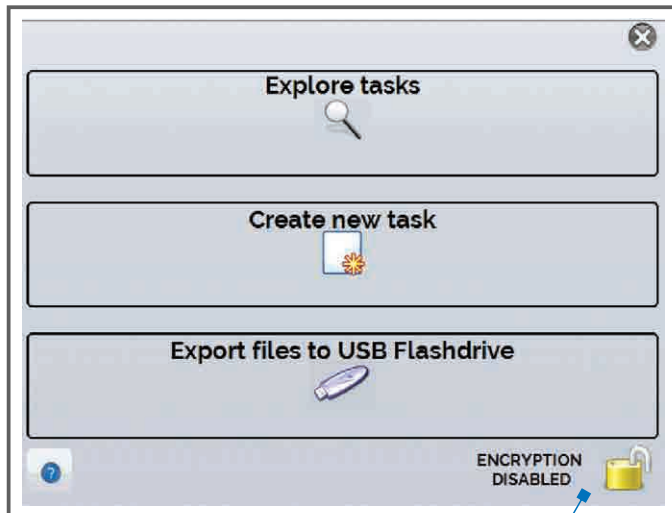 Explore tasks
Create new task
Export files to USB Flashdrive
?
ENCRYPTION
DISABLED